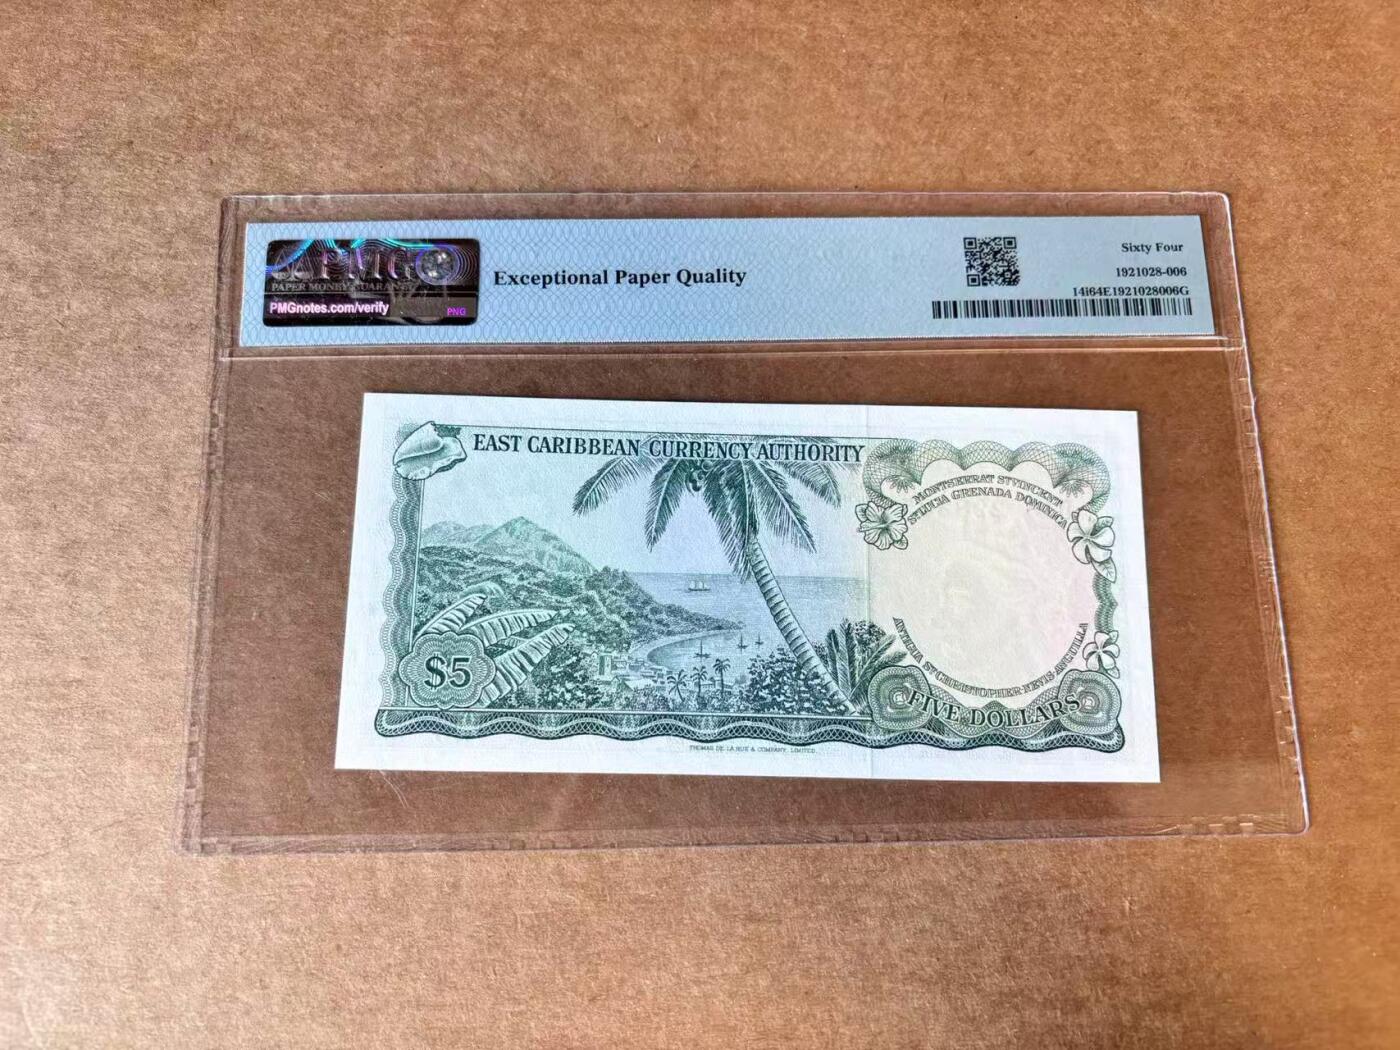 PMG
PAPER MONEY GUARANTY
PMGnotes.com/verify
PNG
Exceptional Paper Quality
Sixty Four
1921028-006
14i64E1921028006G
EAST CARIBBEAN CURRENCY AUTHORITY
MONTSERRAT ST VINCENT
ST LUCIA GRENADA DOMINICA
ANTIGUA ST CHRISTOPHER-NEVIS-ANGUILLA
$5
FIVE DOLLARS
THOMAS DE LA RUE & COMPANY, LIMITED.